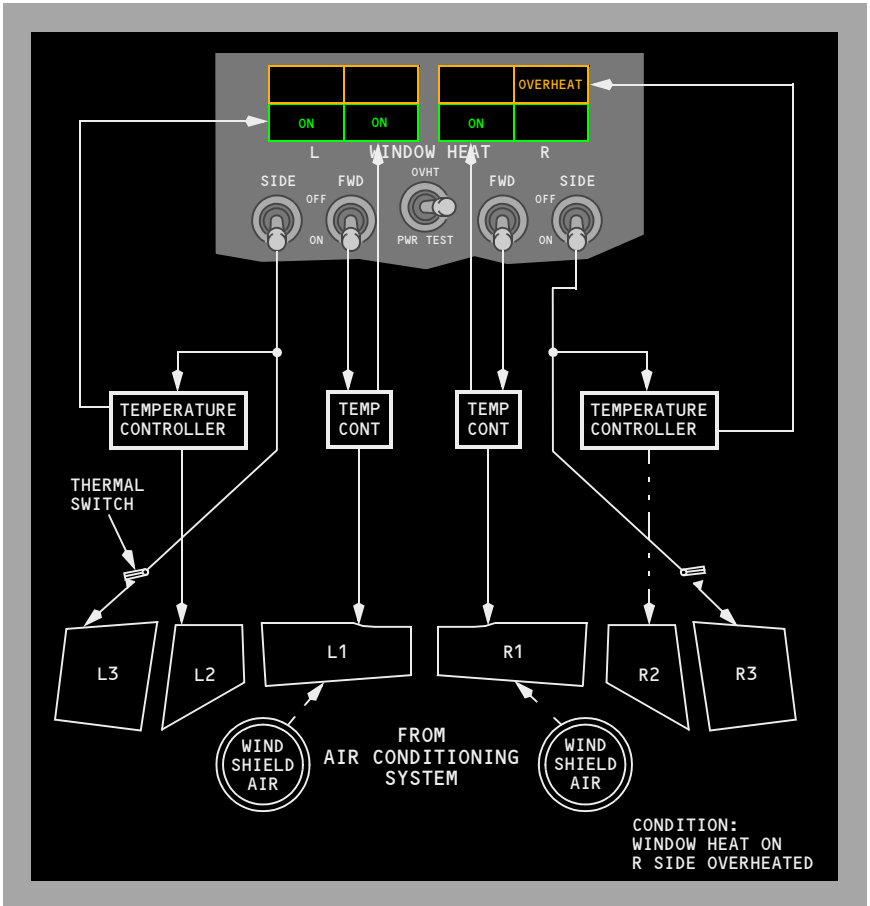 OVERHEAT
ON ON ON
L WINDOW HEAT R
OVHT
SIDE FWD FWD SIDE
OFF OFF
ON PWR TEST ON
TEMPERATURE
CONTROLLER
TEMP
CONT
TEMP
CONT
TEMPERATURE
CONTROLLER
THERMAL
SWITCH
L3
L2
L1
R1
R2
R3
WIND
SHIELD
AIR
FROM
AIR CONDITIONING
SYSTEM
WIND
SHIELD
AIR
CONDITION:
WINDOW HEAT ON
R SIDE OVERHEATED